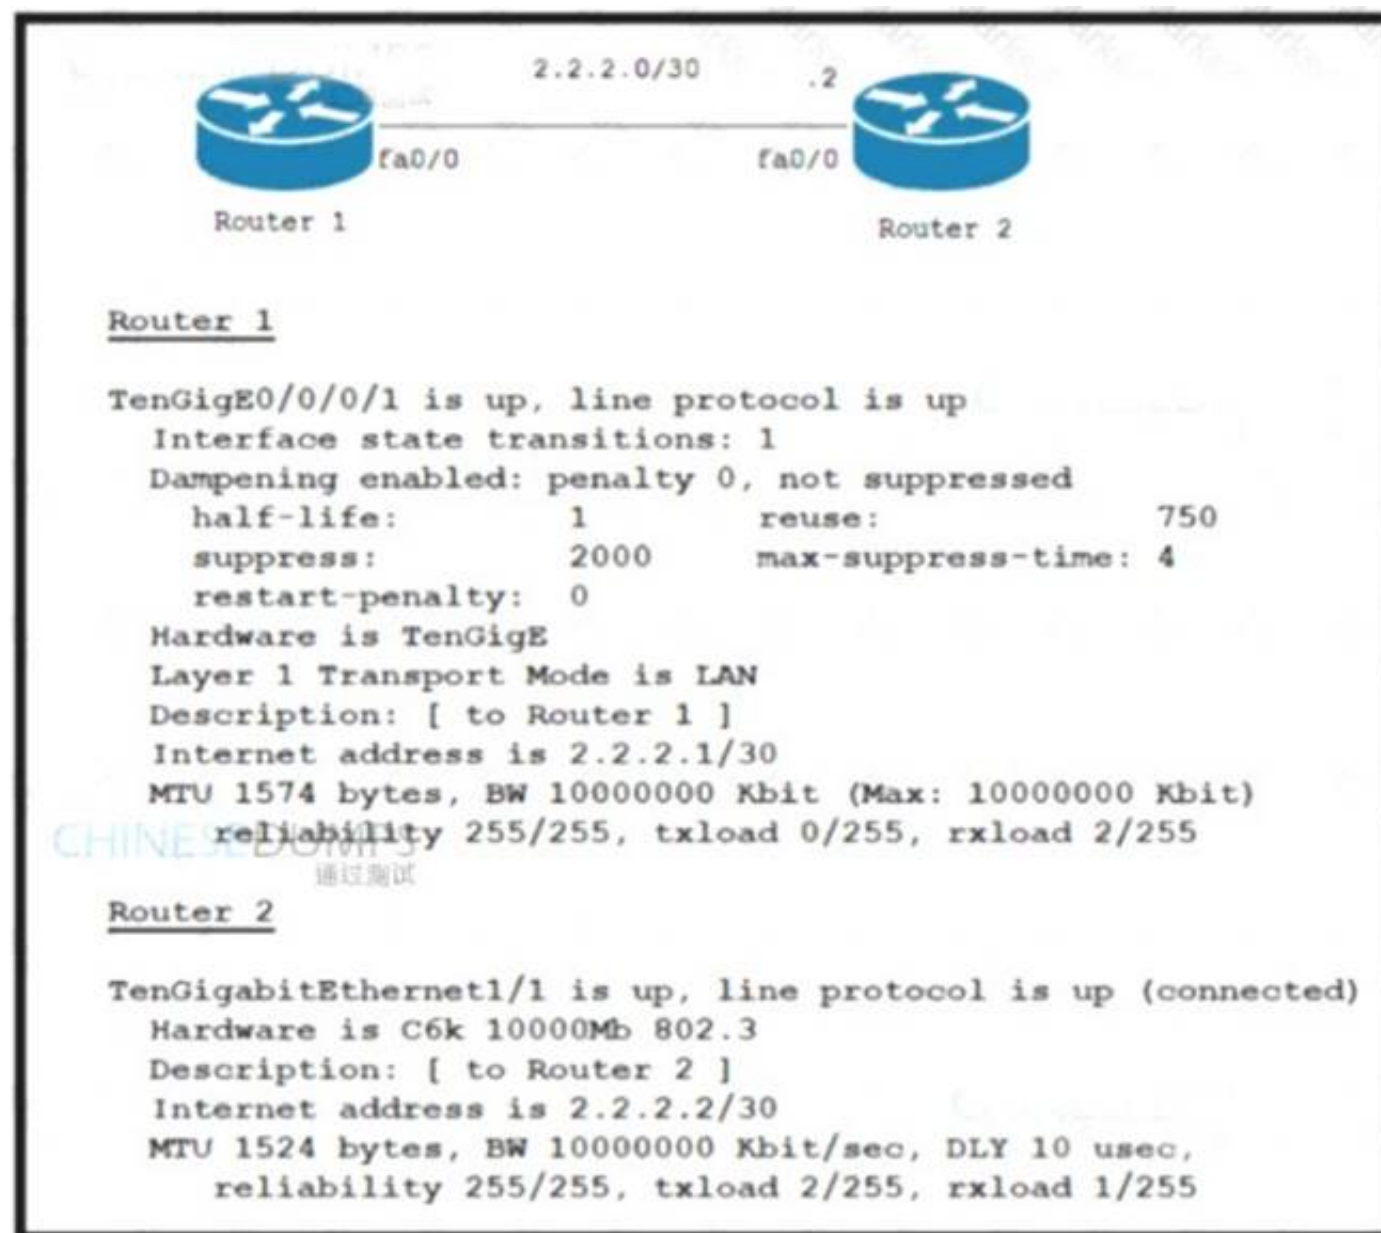 2.2.2.0/30 .2
fa0/0 fa0/0
Router 1 Router 2
Router 1
TenGigE0/0/0/1 is up, line protocol is up
Interface state transitions: 1
Dampening enabled: penalty 0, not suppressed
half-life: 1 reuse: 750
suppress: 2000 max-suppress-time: 4
restart-penalty: 0
Hardware is TenGigE
Layer 1 Transport Mode is LAN
Description: [ to Router 1 ]
Internet address is 2.2.2.1/30
MTU 1574 bytes, BW 10000000 Kbit (Max: 10000000 Kbit)
reliability 255/255, txload 0/255, rxload 2/255
CHINESEDUMPS
通过测试
Router 2
TenGigabitEthernet1/1 is up, line protocol is up (connected)
Hardware is C6k 10000Mb 802.3
Description: [ to Router 2 ]
Internet address is 2.2.2.2/30
MTU 1524 bytes, BW 10000000 Kbit/sec, DLY 10 usec,
reliability 255/255, txload 2/255, rxload 1/255